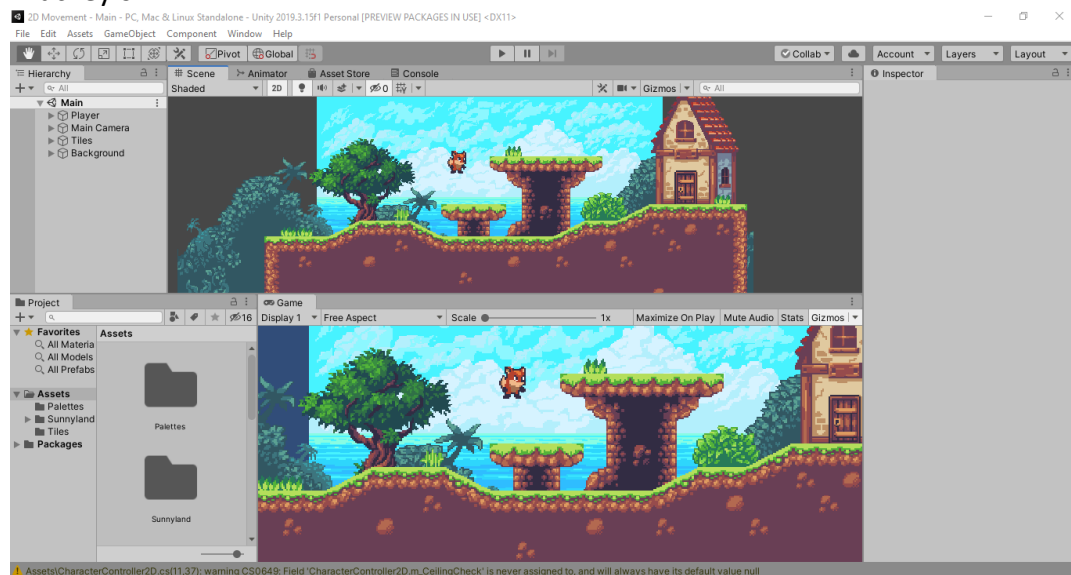 2D Movement - Main - PC, Mac & Linux Standalone - Unity 2019.3.15f1 Personal [PREVIEW PACKAGES IN USE] <DX11>
File Edit Assets GameObject Component Window Help
Pivot Global Collab Account Layers Layout
Hierarchy
All
Main
Player
Main Camera
Tiles
Background
Scene Animator Asset Store Console
Shaded 2D 0 Gizmos All
Inspector
Project
16
Favorites
All Materia
All Models
All Prefabs
Assets
Palettes
Sunnyland
Tiles
Packages
Assets
Palettes
Sunnyland
Game
Display 1 Free Aspect Scale 1x Maximize On Play Mute Audio Stats Gizmos
Assets\CharacterController2D.cs(11,37): warning CS0649: Field 'CharacterController2D.m_CeilingCheck' is never assigned to, and will always have its default value null